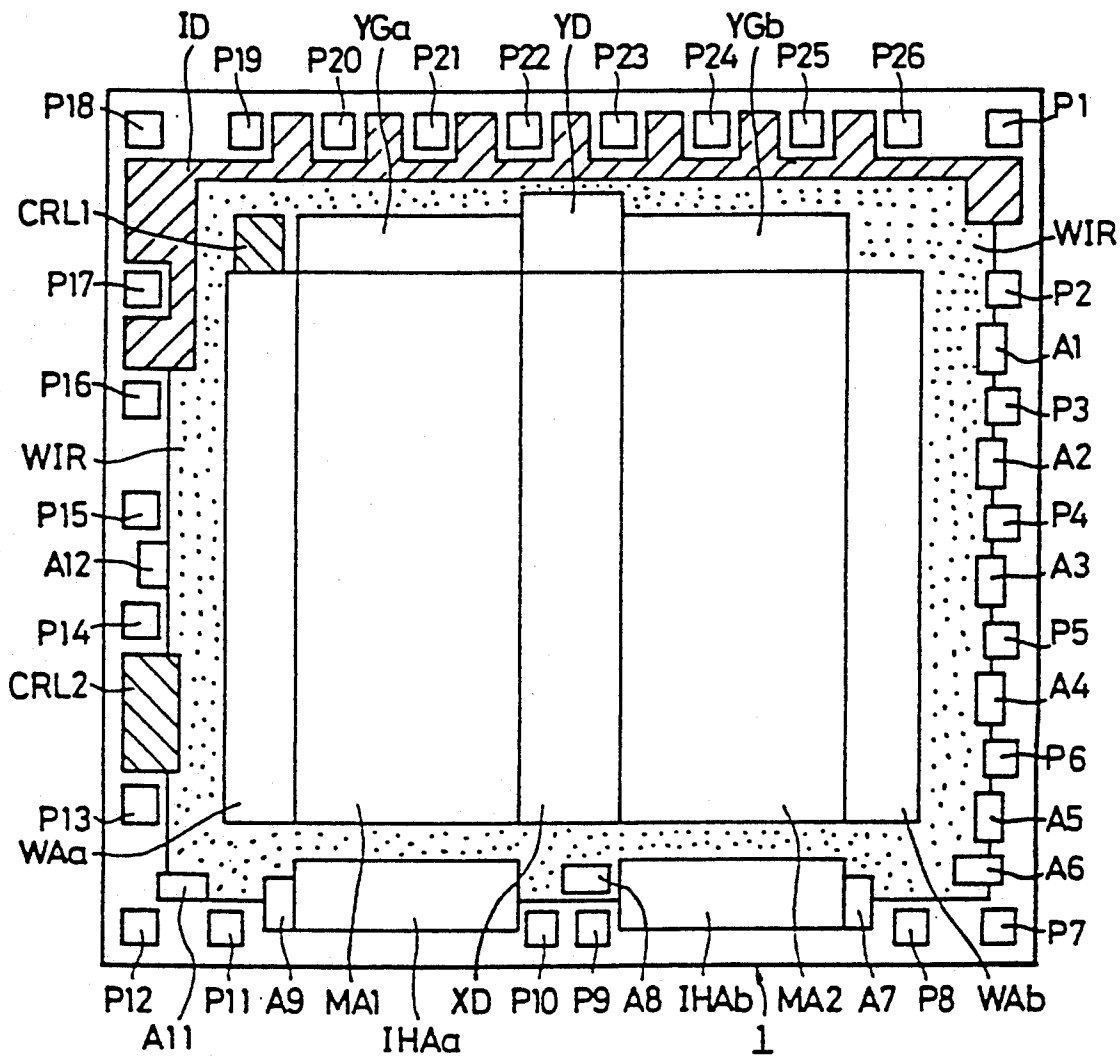 ID YGa YD YGb
P19 P20 P21 P22 P23 P24 P25 P26
P18 P1
CRL1 WIR
P17 P2
A1
P16 P3
WIR A2
P15 P4
A12 A3
P14 P5
CRL2 A4
P6
P13 A5
WAa A6
P7
P12 P11 A9 MA1 XD P10 P9 A8 IHAb MA2 A7 P8 WAb
A11 IHAa 1